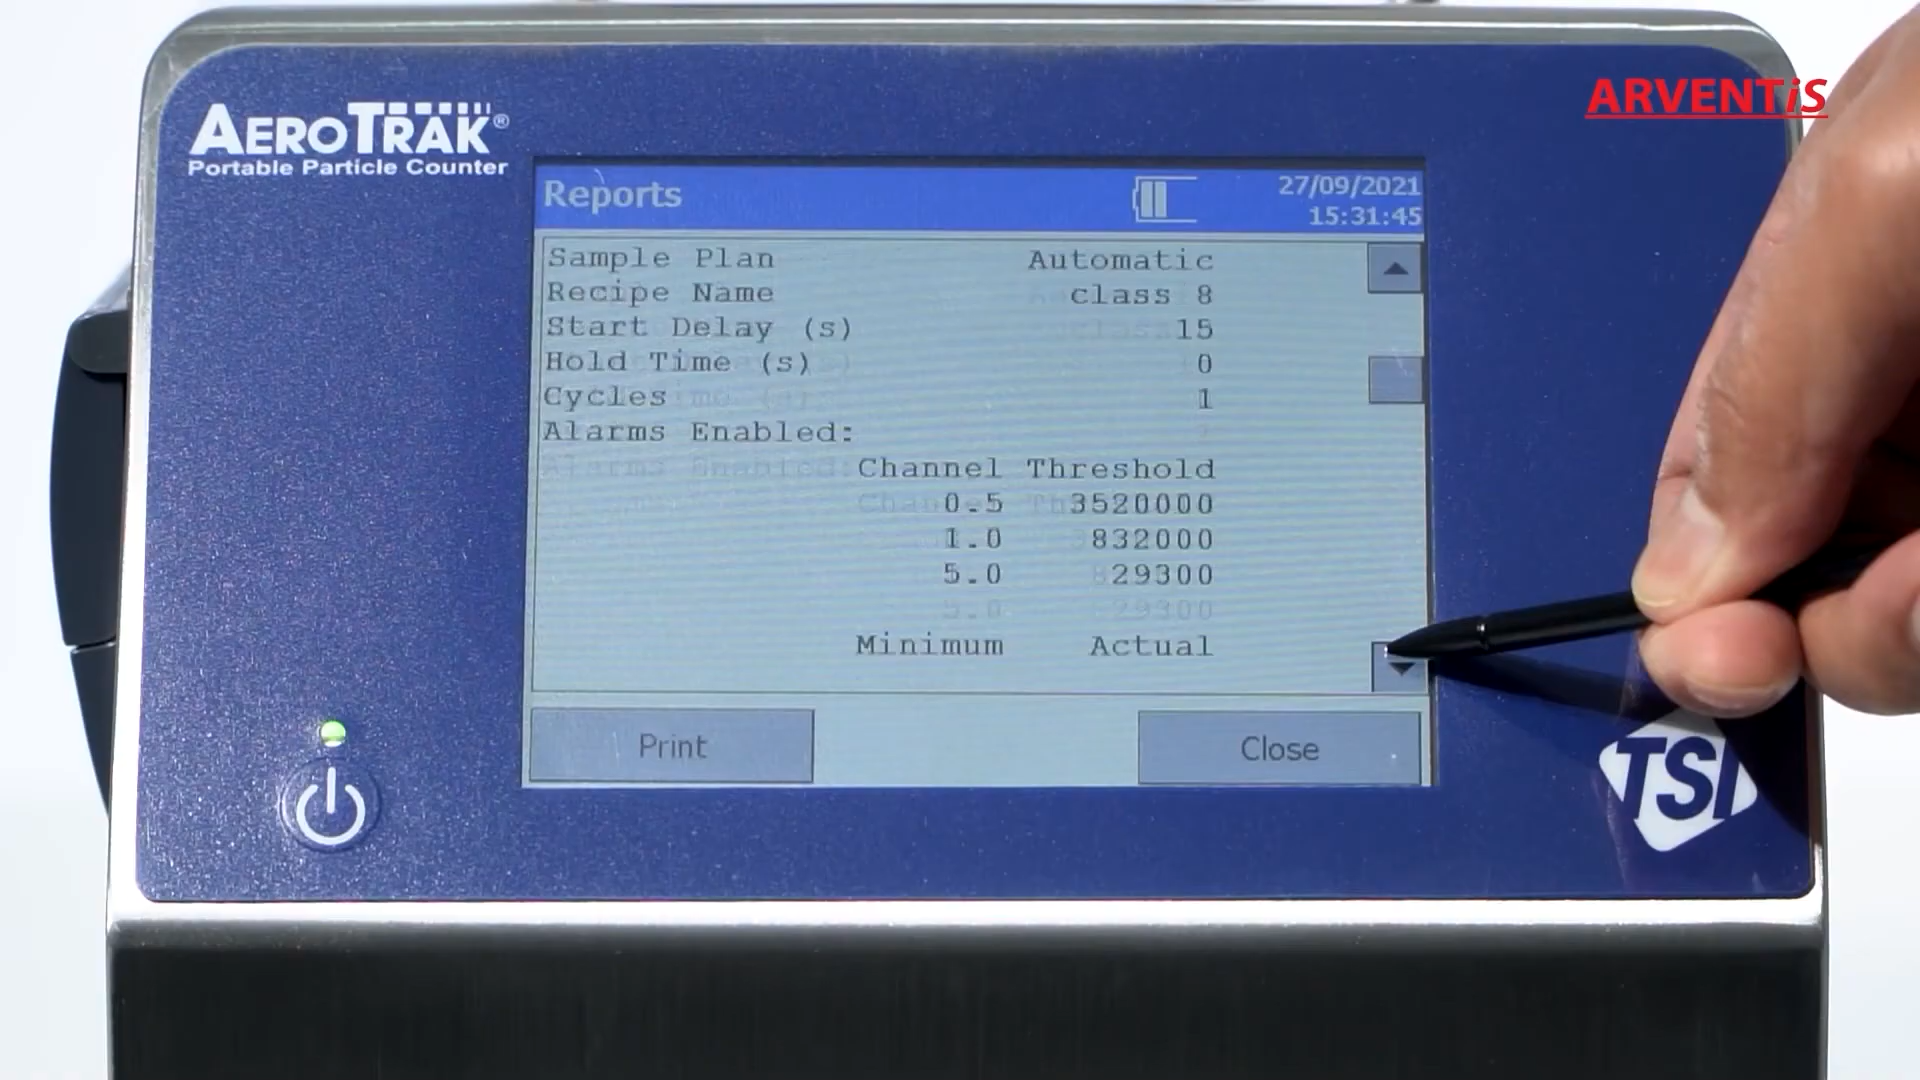 ARVENTiS
AEROTRAK®
Portable Particle Counter
Reports
27/09/2021
15:31:45
Sample Plan Automatic
Recipe Name class 8
Start Delay (s) 15
Hold Time (s) 0
Cycles 1
Alarms Enabled:
Channel Threshold
0.5 3520000
1.0 832000
5.0 29300
Minimum Actual
Print Close
TSI